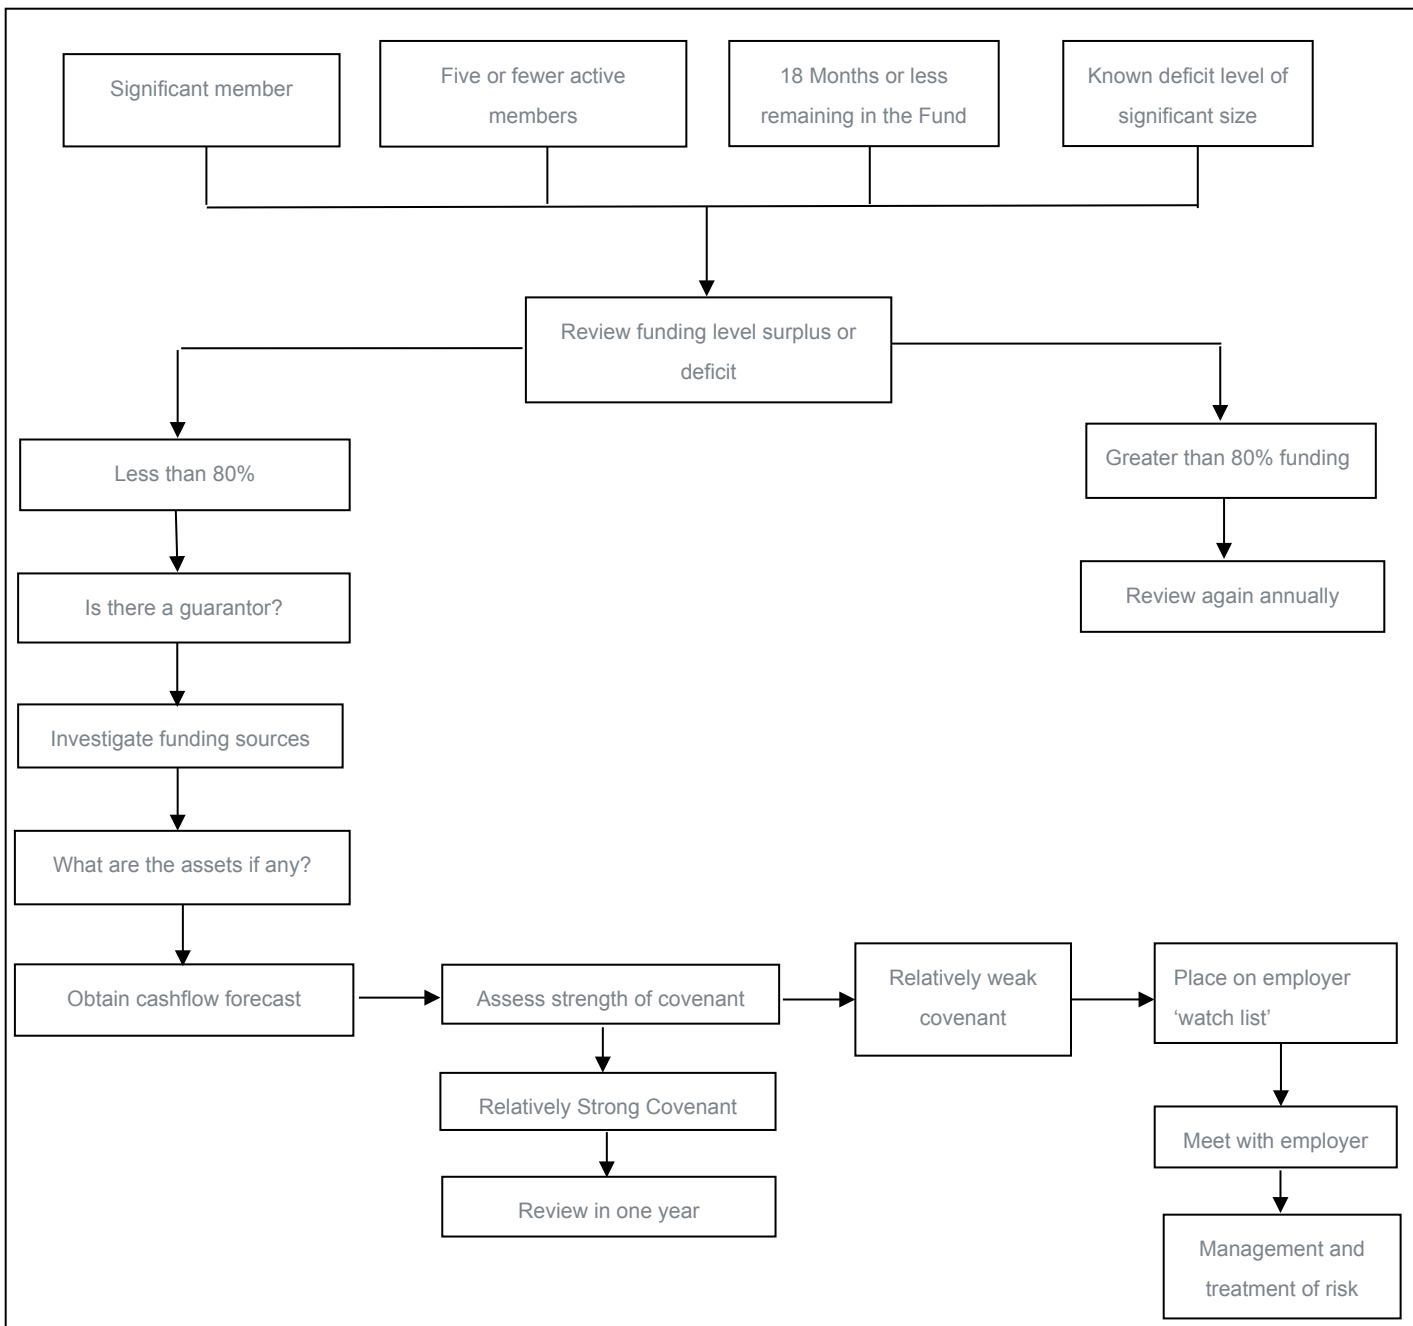 Significant member
Five or fewer active
members
18 Months or less
remaining in the Fund
Known deficit level of
significant size
Review funding level surplus or
deficit
Less than 80%
Greater than 80% funding
Is there a guarantor?
Review again annually
Investigate funding sources
What are the assets if any?
Obtain cashflow forecast
Assess strength of covenant
Relatively weak
covenant
Place on employer
‘watch list’
Relatively Strong Covenant
Meet with employer
Review in one year
Management and
treatment of risk